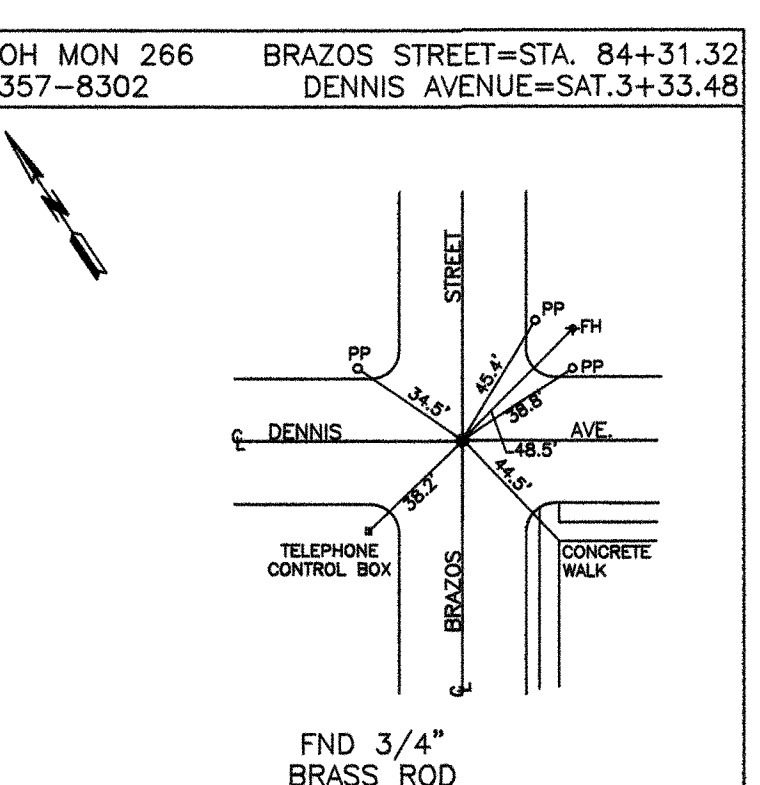 OH MON 266
BRAZOS STREET=STA. 84+31.32
357-8302
DENNIS AVENUE=SAT.3+33.48
N
STREET
PP
FH
PP
PP
45.4'
34.5'
38.8'
℄ DENNIS
AVE.
48.5'
44.5'
38.2'
TELEPHONE
CONTROL BOX
CONCRETE
WALK
BRAZOS
℄
FND 3/4"
BRASS ROD